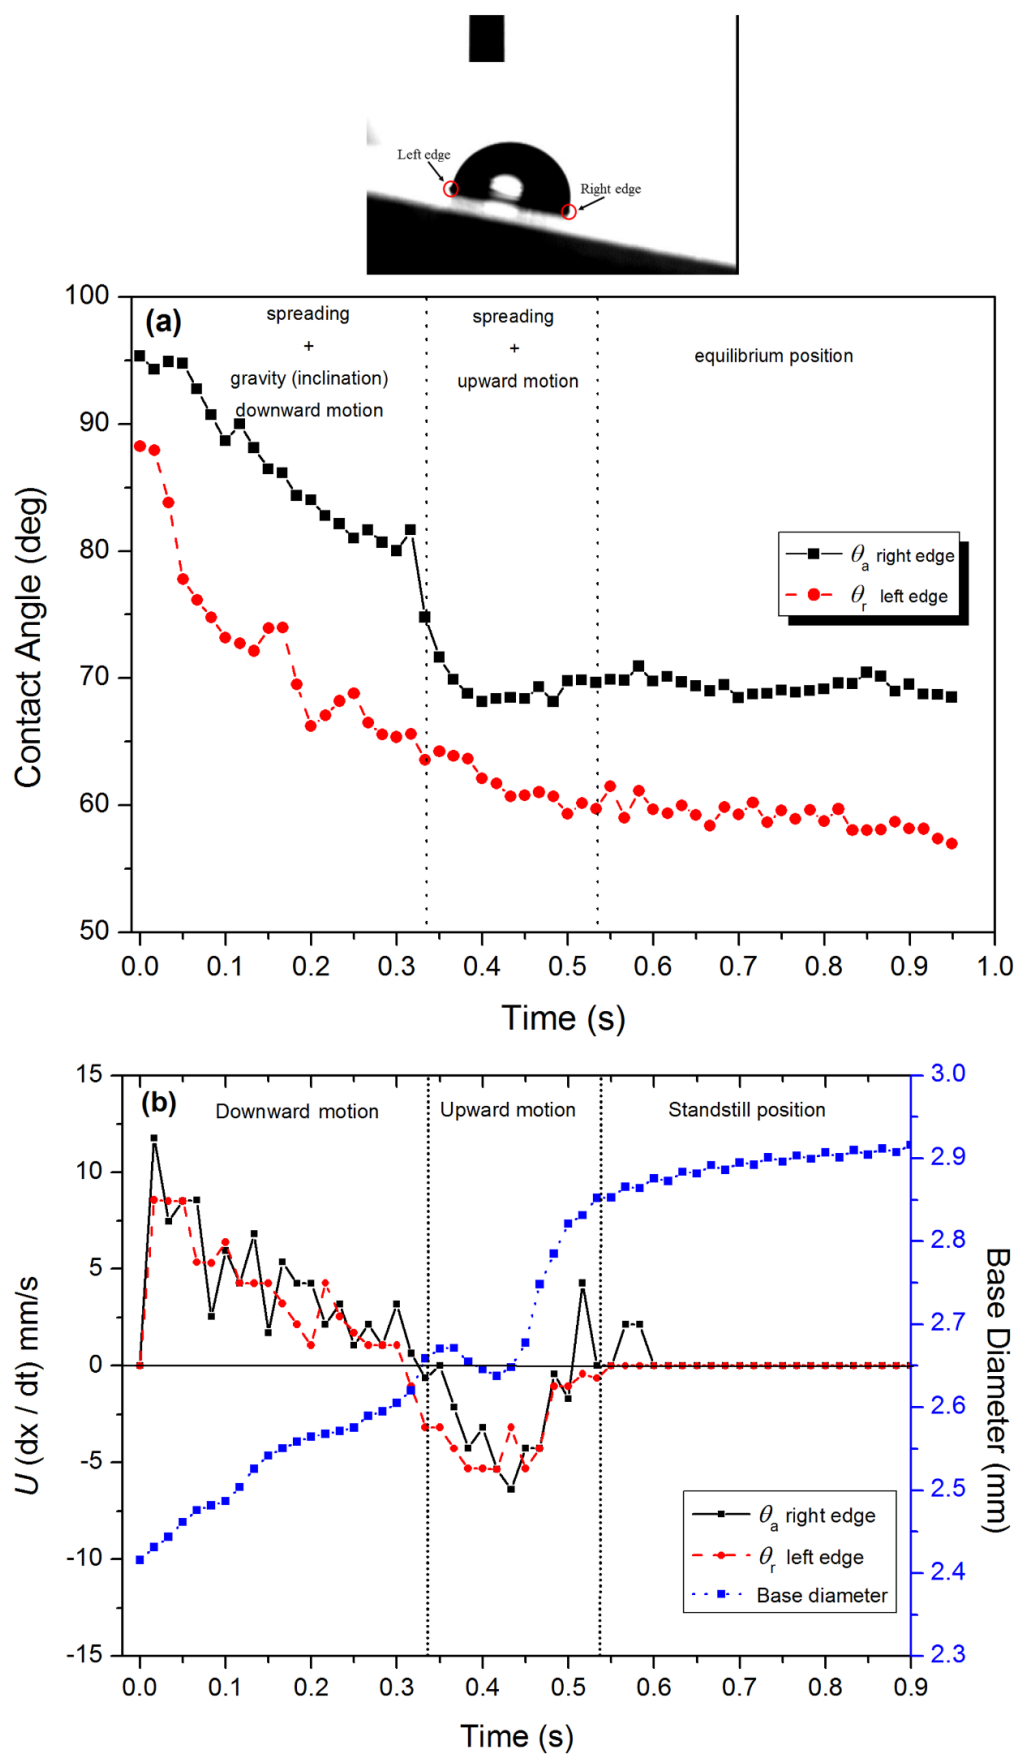 Left edge
Right edge
(a)
spreading
+
gravity (inclination)
downward motion
spreading
+
upward motion
equilibrium position
100
90
80
70
60
50
Contact Angle (deg)
θa right edge
θr left edge
0.0 0.1 0.2 0.3 0.4 0.5 0.6 0.7 0.8 0.9 1.0
Time (s)
(b)
Downward motion
Upward motion
Standstill position
15
10
5
0
-5
-10
-15
U (dx / dt) mm/s
3.0
2.9
2.8
2.7
2.6
2.5
2.4
2.3
Base Diameter (mm)
θa right edge
θr left edge
Base diameter
0.0 0.1 0.2 0.3 0.4 0.5 0.6 0.7 0.8 0.9
Time (s)